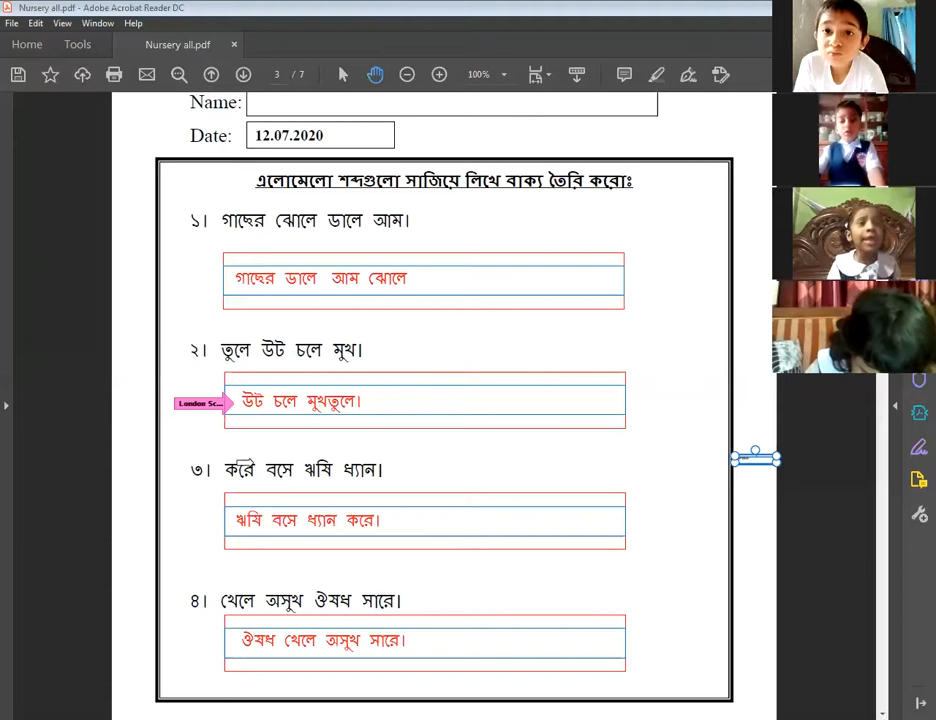 Nursery all.pdf - Adobe Acrobat Reader DC
File Edit View Window Help
Home Tools Nursery all.pdf ×
3 / 7 100%
Name:
Date: 12.07.2020
এলোমেলো শব্দগুলো সাজিয়ে লিখে বাক্য তৈরি করোঃ
১। গাছের ঝোলে ডালে আম।
গাছের ডালে আম ঝোলে
২। তুলে উট চলে মুখ।
London Sc...
উট চলে মুখতুলে।
৩। করে বসে ঋষি ধ্যান।
ঋষি বসে ধ্যান করে।
৪। খেলে অসুখ ঔষধ সারে।
ঔষধ খেলে অসুখ সারে।